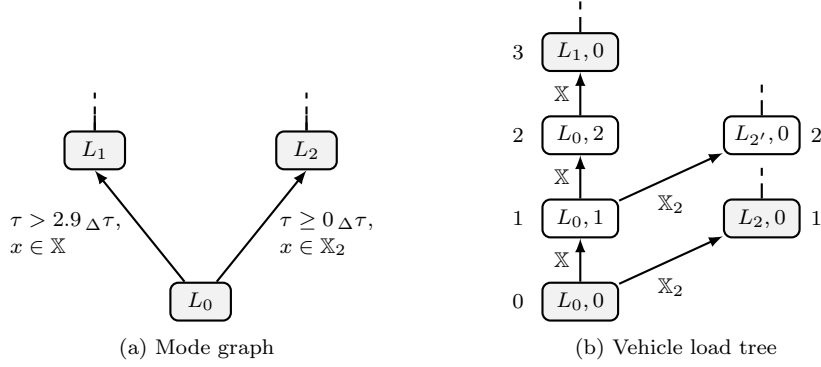 L₁
L₂
τ > 2.9 Δτ,
x ∈ 𝕏
τ ≥ 0 Δτ,
x ∈ 𝕏₂
L₀
(a) Mode graph
3
L₁, 0
𝕏
2
L₀, 2
L₂′, 0
2
𝕏
𝕏₂
1
L₀, 1
L₂, 0
1
𝕏
𝕏₂
0
L₀, 0
(b) Vehicle load tree